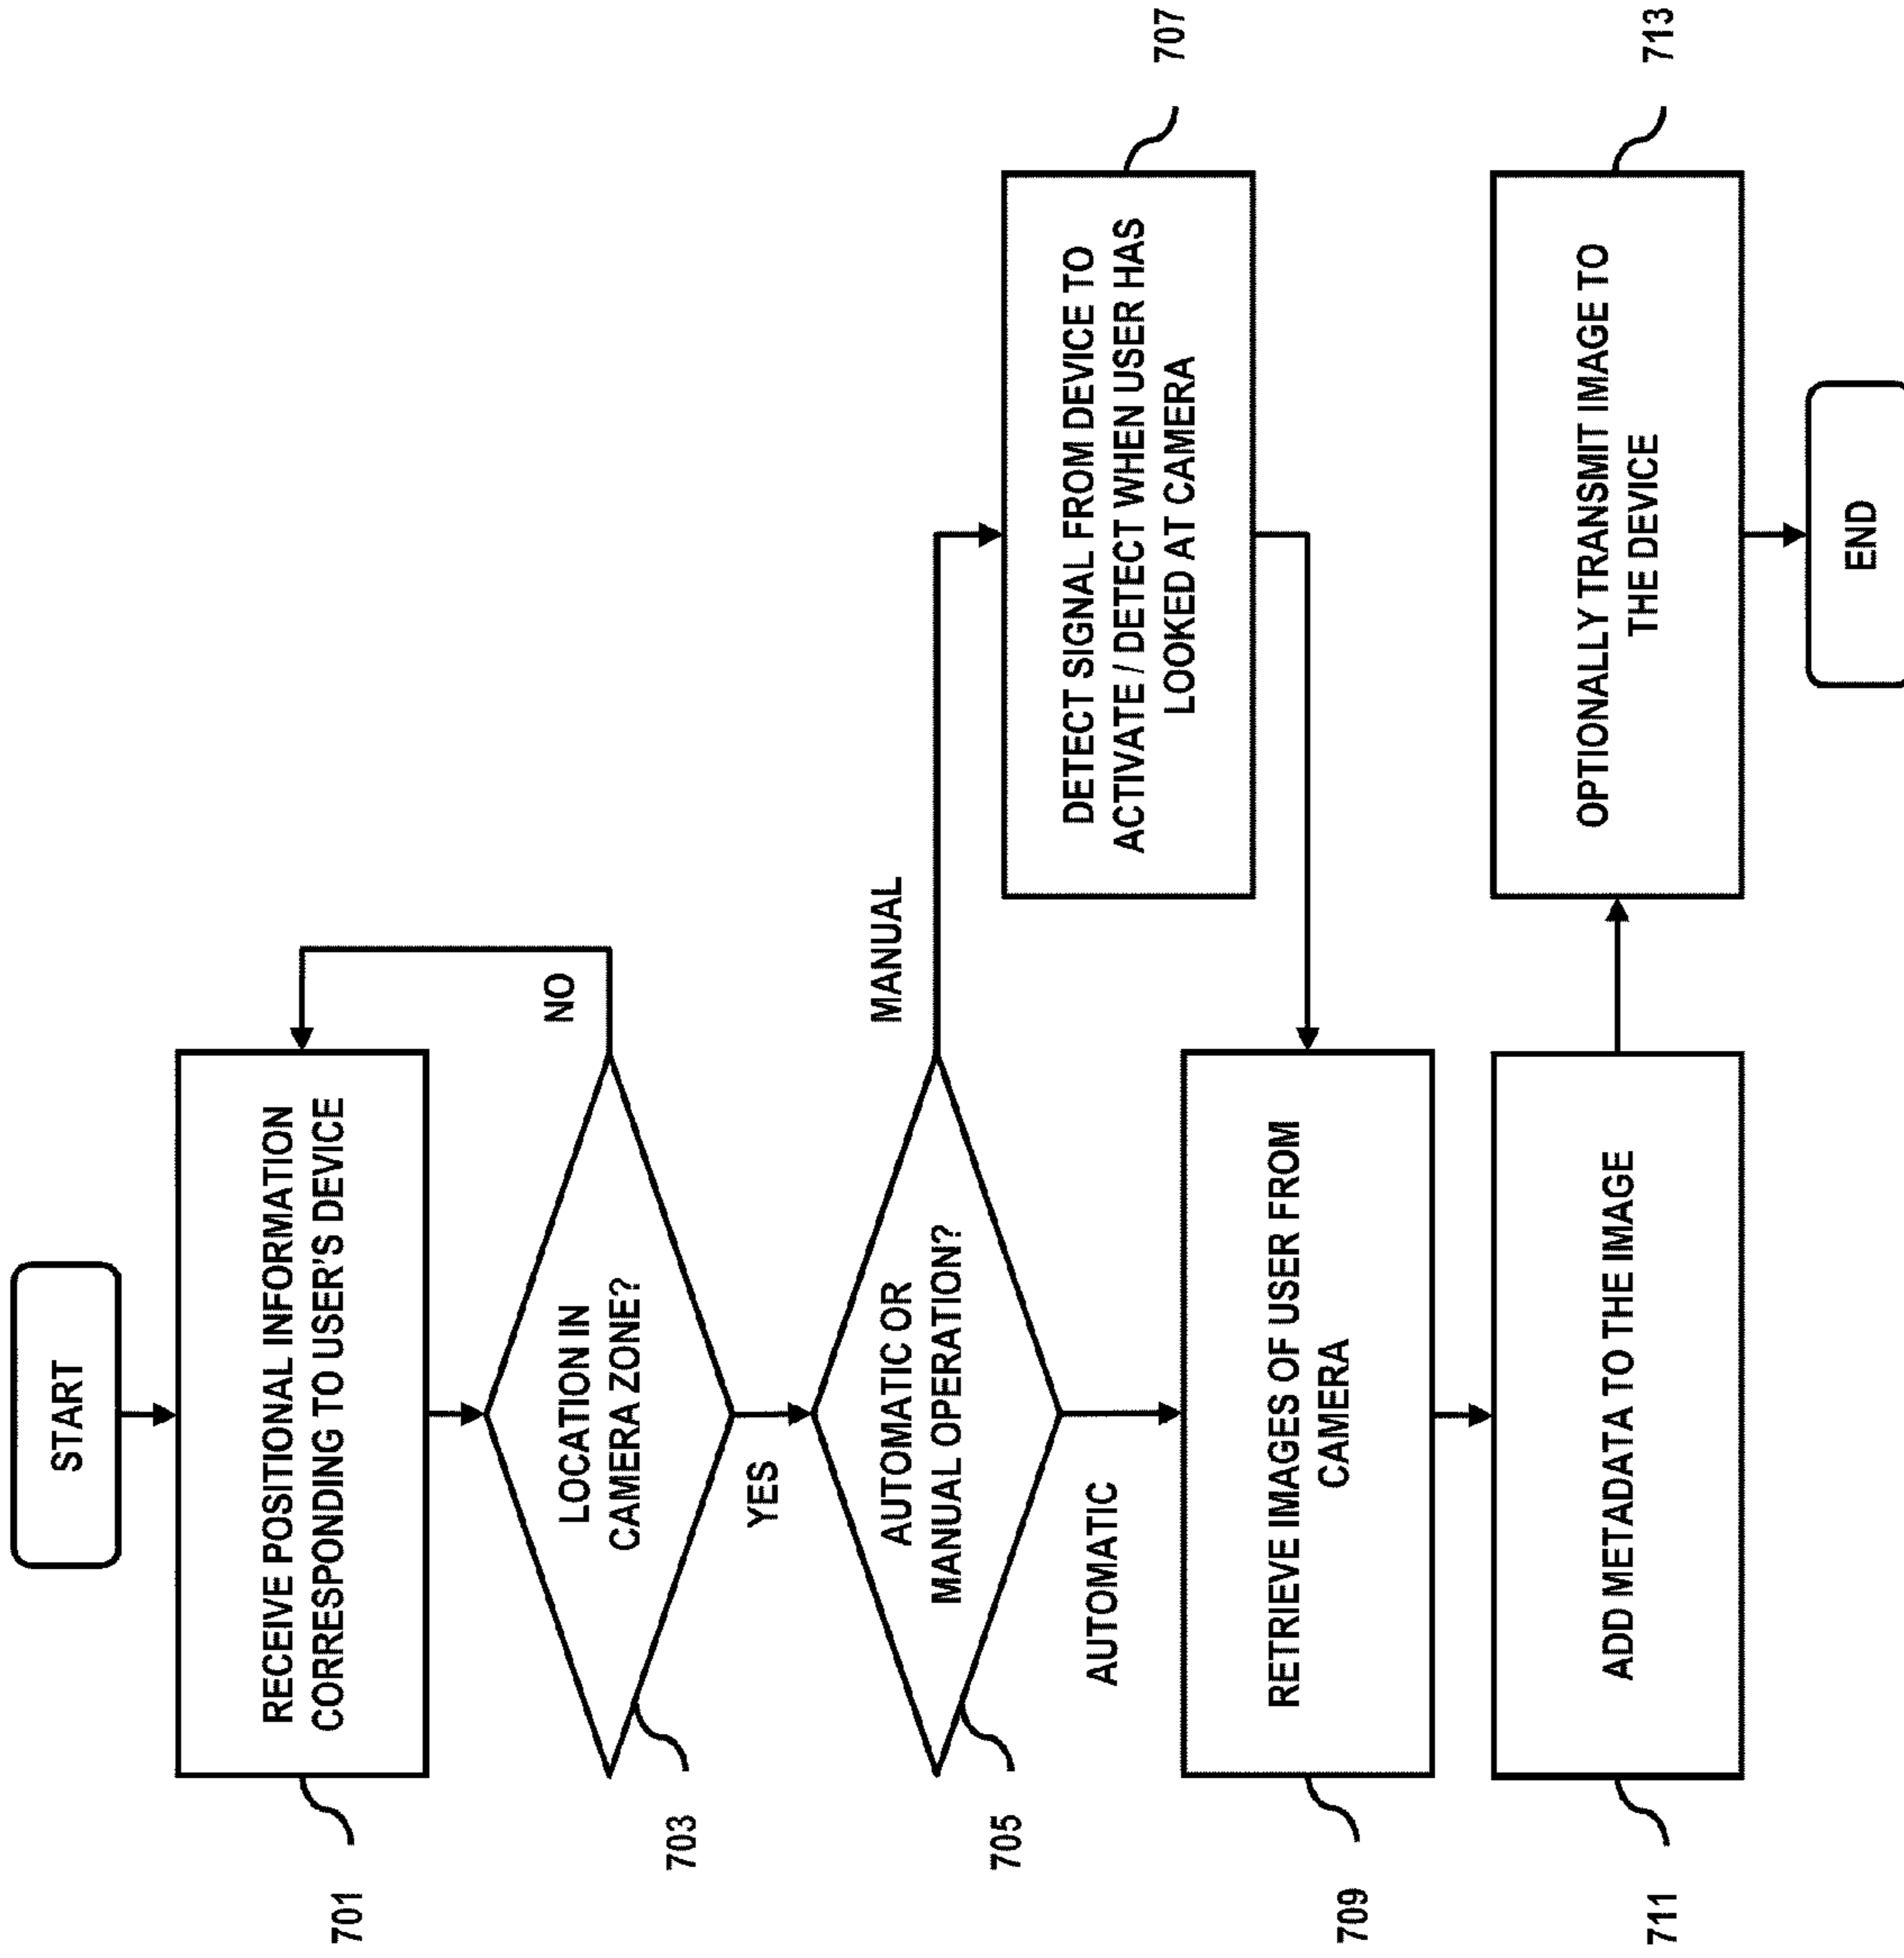 START
RECEIVE POSITIONAL INFORMATION
CORRESPONDING TO USER'S DEVICE
701
LOCATION IN
CAMERA ZONE?
703
NO
YES
AUTOMATIC OR
MANUAL OPERATION?
705
MANUAL
AUTOMATIC
DETECT SIGNAL FROM DEVICE TO
ACTIVATE / DETECT WHEN USER HAS
LOOKED AT CAMERA
707
RETRIEVE IMAGES OF USER FROM
CAMERA
709
ADD METADATA TO THE IMAGE
711
OPTIONALLY TRANSMIT IMAGE TO
THE DEVICE
713
END